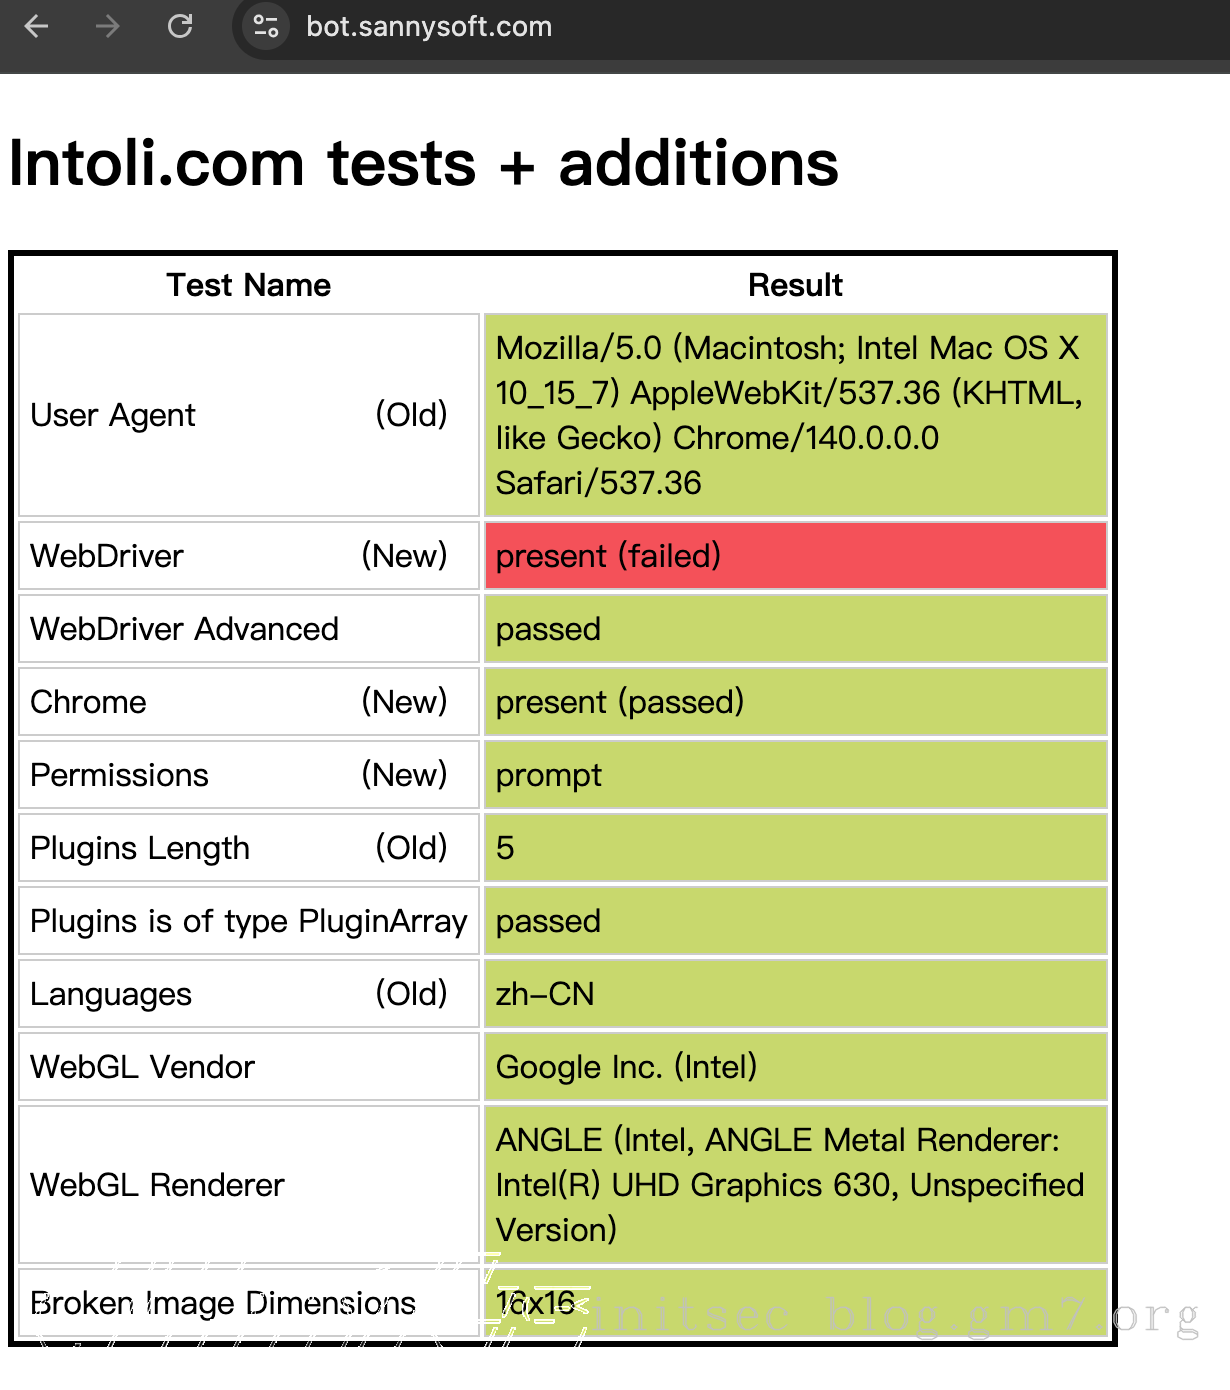 bot.sannysoft.com
Intoli.com tests + additions
Test Name Result
User Agent (Old) Mozilla/5.0 (Macintosh; Intel Mac OS X
10_15_7) AppleWebKit/537.36 (KHTML,
like Gecko) Chrome/140.0.0.0
Safari/537.36
WebDriver (New) present (failed)
WebDriver Advanced passed
Chrome (New) present (passed)
Permissions (New) prompt
Plugins Length (Old) 5
Plugins is of type PluginArray passed
Languages (Old) zh-CN
WebGL Vendor Google Inc. (Intel)
WebGL Renderer ANGLE (Intel, ANGLE Metal Renderer:
Intel(R) UHD Graphics 630, Unspecified
Version)
Broken Image Dimensions 16x16
initsec blog.gm7.org